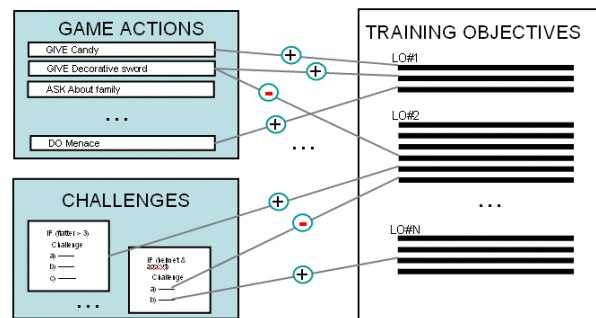 GAME ACTIONS
GIVE Candy
GIVE Decorative sword
ASK About family
...
DO Menace
CHALLENGES
IF (flatter > 3)
Challenge
a)
b)
c)
IF (helmet &
Challenge
a)
b)
...
+
+
-
+
...
+
-
+
TRAINING OBJECTIVES
LO#1
LO#2
...
LO#N